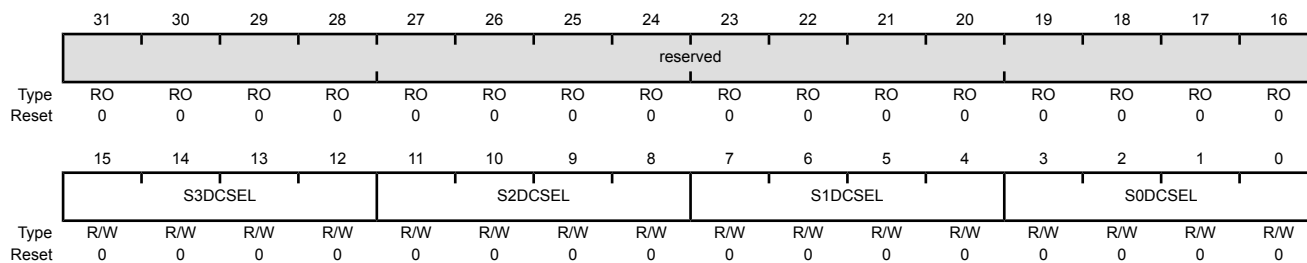 31 30 29 28 27 26 25 24 23 22 21 20 19 18 17 16
reserved
Type RO RO RO RO RO RO RO RO RO RO RO RO RO RO RO RO
Reset 0 0 0 0 0 0 0 0 0 0 0 0 0 0 0 0
15 14 13 12 11 10 9 8 7 6 5 4 3 2 1 0
S3DCSEL S2DCSEL S1DCSEL S0DCSEL
Type R/W R/W R/W R/W R/W R/W R/W R/W R/W R/W R/W R/W R/W R/W R/W R/W
Reset 0 0 0 0 0 0 0 0 0 0 0 0 0 0 0 0